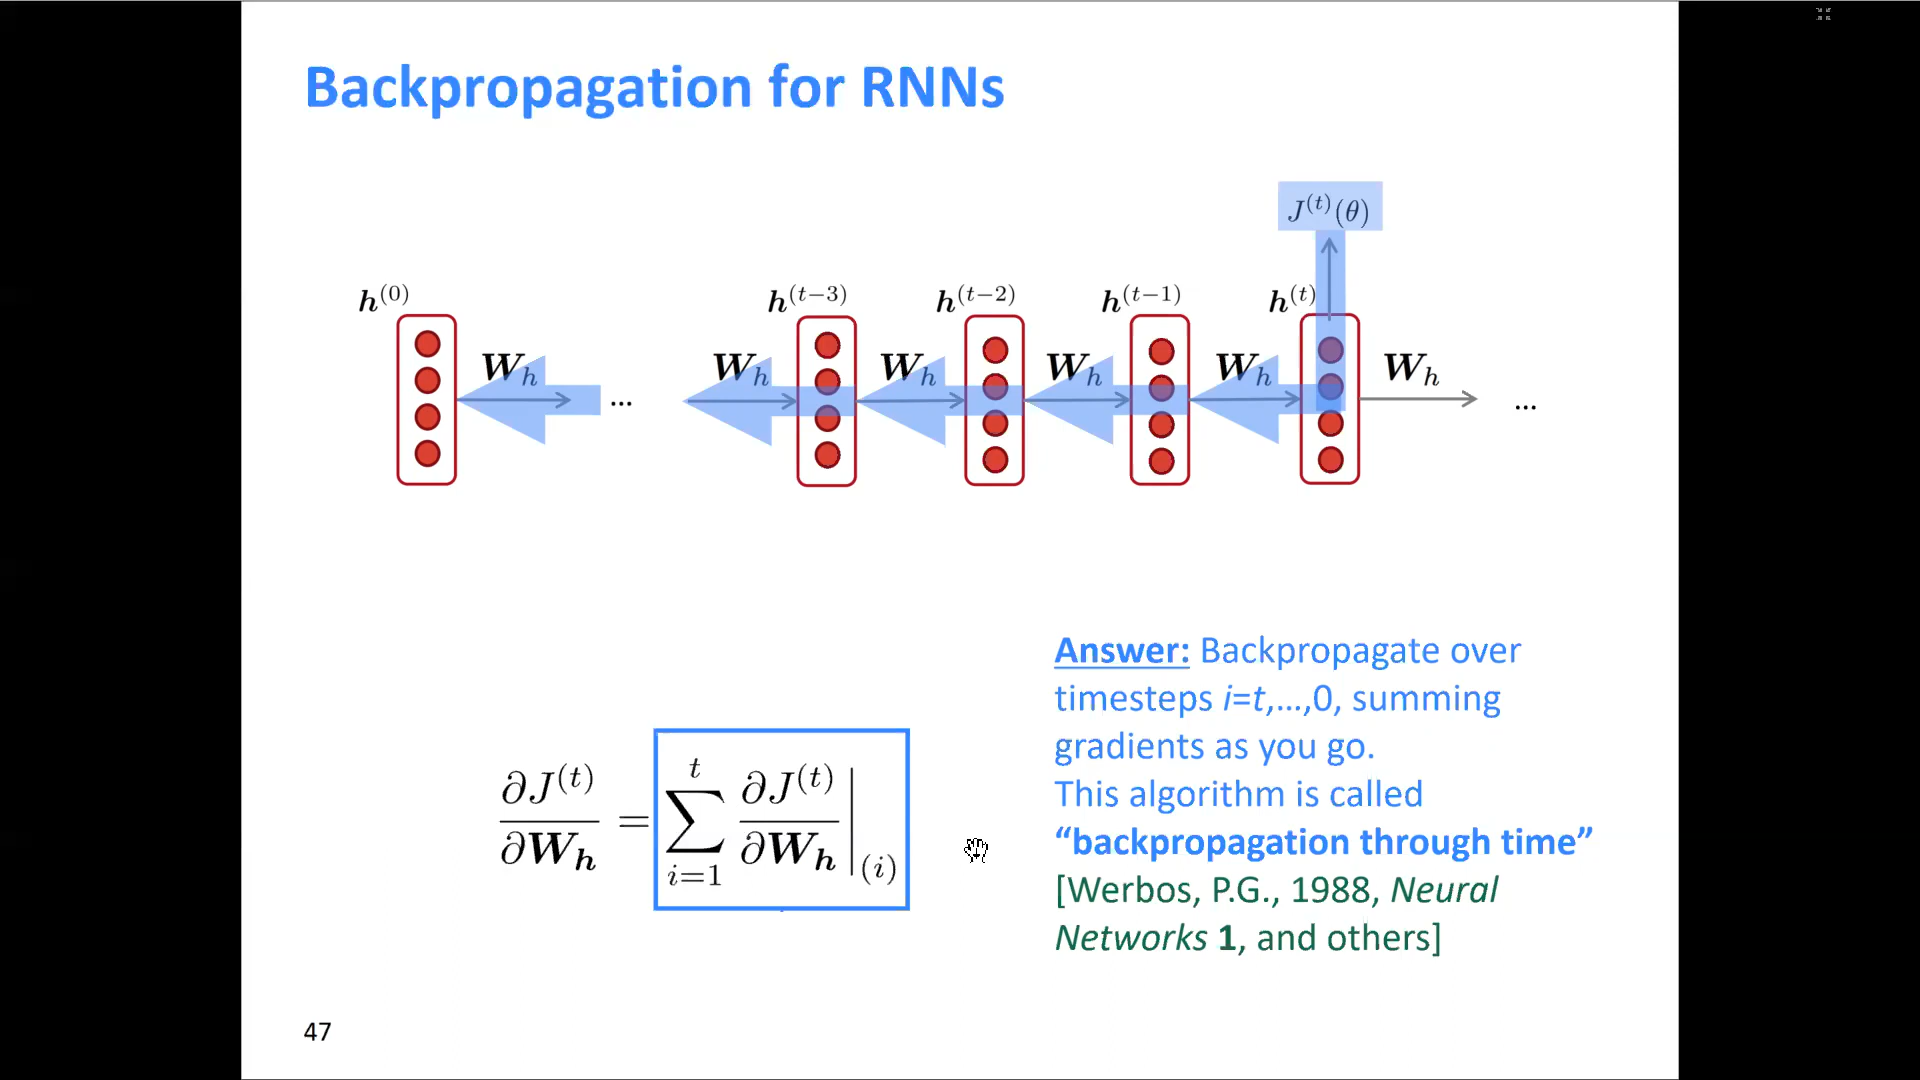 Backpropagation for RNNs
J^{(t)}(θ)
h^{(0)} h^{(t−3)} h^{(t−2)} h^{(t−1)} h^{(t)}
W_h W_h W_h W_h W_h W_h
... ...
∂J^{(t)}/∂W_h = \sum_{i=1}^{t} ∂J^{(t)}/∂W_h |_{(i)}
Answer: Backpropagate over
timesteps i=t,...,0, summing
gradients as you go.
This algorithm is called
“backpropagation through time”
[Werbos, P.G., 1988, Neural
Networks 1, and others]
47